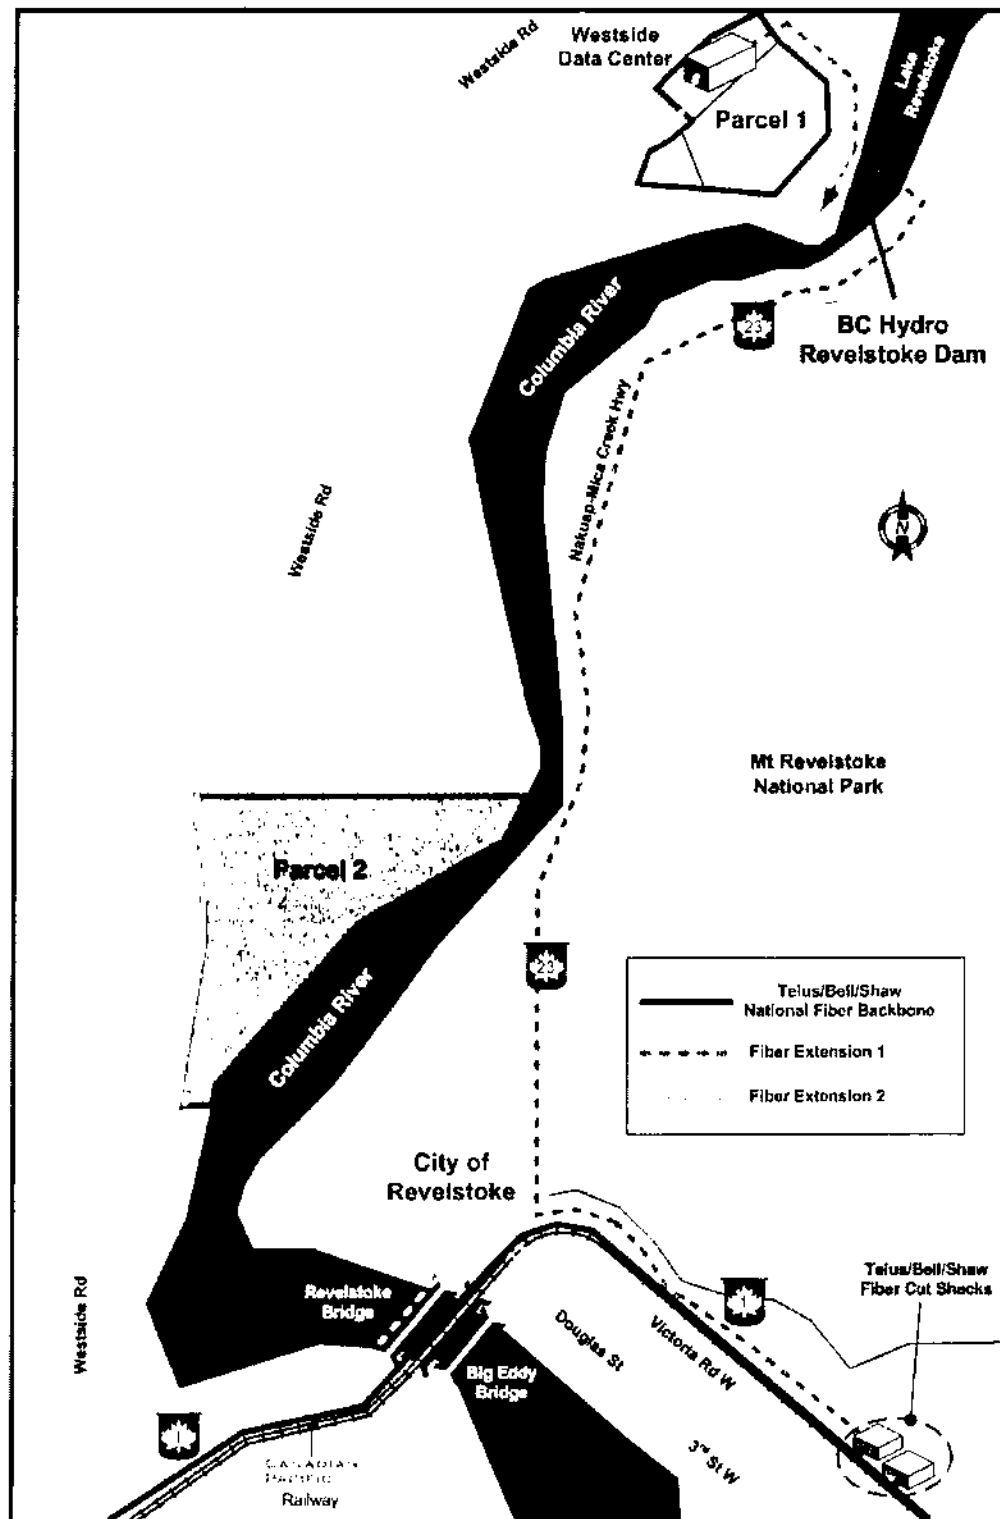 Westside Rd
Westside
Data Center
Lake
Revelstoke
Parcel 1
Columbia River
23
BC Hydro
Revelstoke Dam
Nakusp-Mica Creek Hwy
Westside Rd
N
Mt Revelstoke
National Park
Parcel 2
23
Columbia River
Telus/Bell/Shaw
National Fiber Backbone
Fiber Extension 1
Fiber Extension 2
City of
Revelstoke
Westside Rd
Revelstoke
Bridge
1
Telus/Bell/Shaw
Fiber Cut Shacks
Douglas St
Victoria Rd W
Big Eddy
Bridge
1
3rd St W
CANADIAN
PACIFIC
Railway